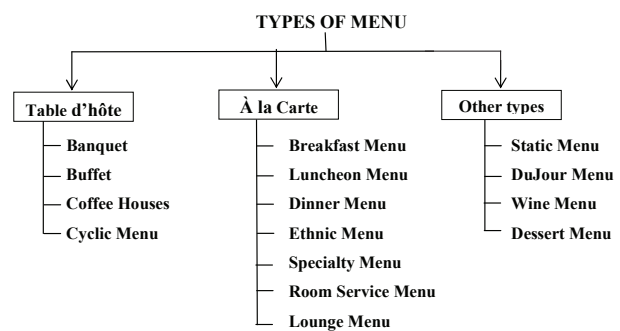 TYPES OF MENU
Table d'hôte
Banquet
Buffet
Coffee Houses
Cyclic Menu
À la Carte
Breakfast Menu
Luncheon Menu
Dinner Menu
Ethnic Menu
Specialty Menu
Room Service Menu
Lounge Menu
Other types
Static Menu
DuJour Menu
Wine Menu
Dessert Menu